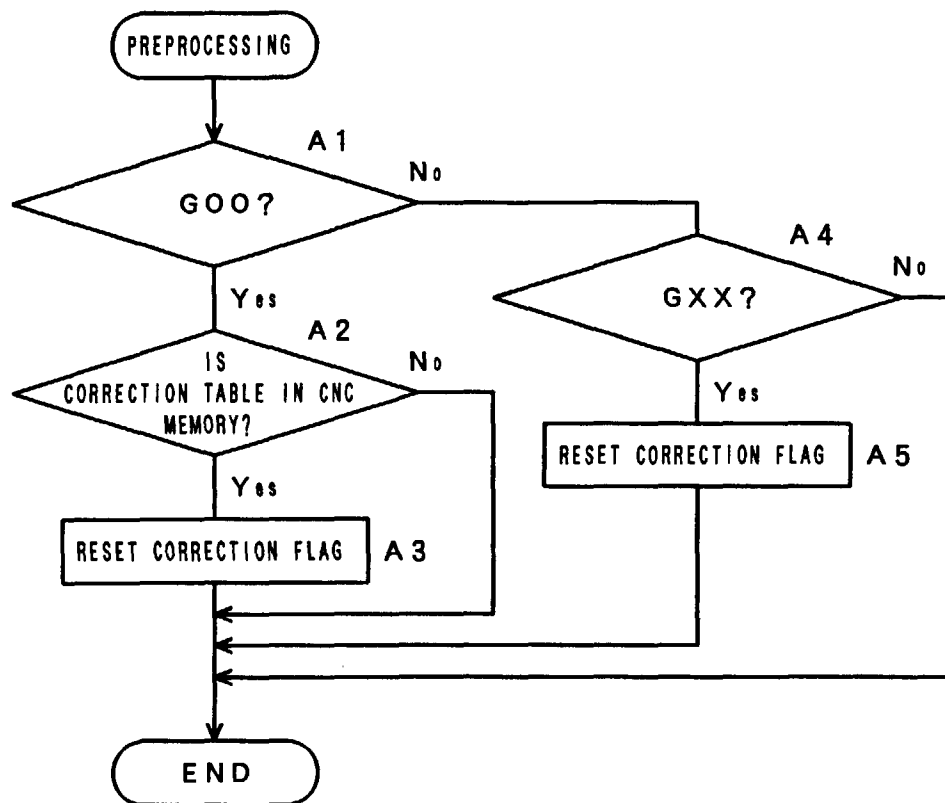 PREPROCESSING
A1
No
G00?
A4
No
GXX?
Yes
A2
No
IS
CORRECTION TABLE IN CNC
MEMORY?
Yes
RESET CORRECTION FLAG
A5
Yes
RESET CORRECTION FLAG
A3
END